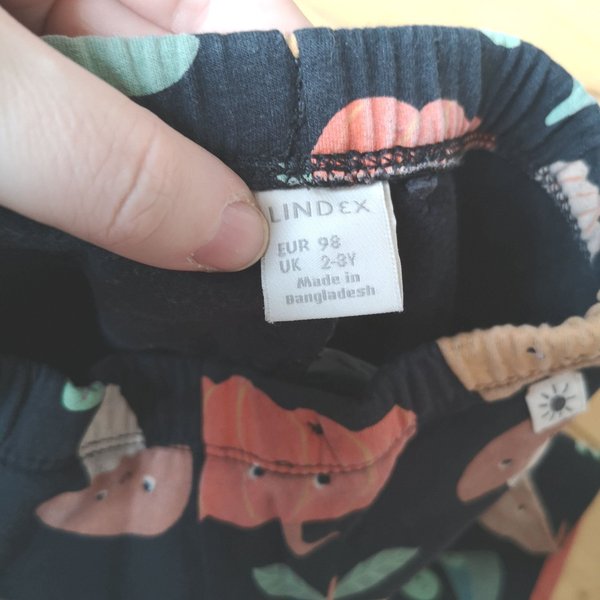 LINDEX
EUR 98
UK 2-3Y
Made in
Bangladesh